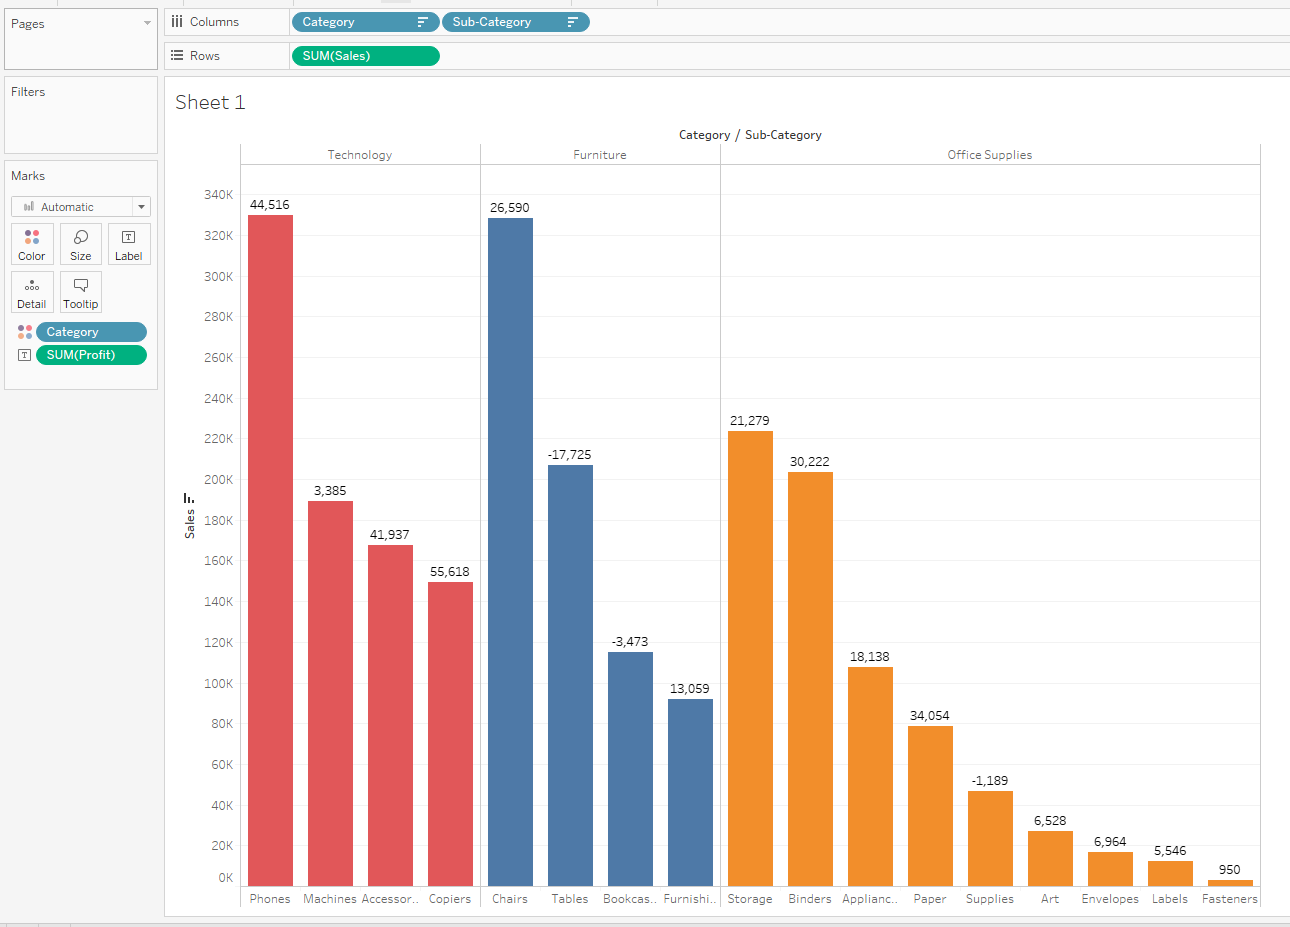 Pages
Columns
Category
Sub-Category
Rows
SUM(Sales)
Filters
Marks
Automatic
Color
Size
Label
Detail
Tooltip
Category
SUM(Profit)
Sheet 1
Category / Sub-Category
Technology
Furniture
Office Supplies
Sales
340K
320K
300K
280K
260K
240K
220K
200K
180K
160K
140K
120K
100K
80K
60K
40K
20K
0K
44,516
3,385
41,937
55,618
26,590
-17,725
-3,473
13,059
21,279
30,222
18,138
34,054
-1,189
6,528
6,964
5,546
950
Phones
Machines
Accessor..
Copiers
Chairs
Tables
Bookcas..
Furnishi..
Storage
Binders
Applianc..
Paper
Supplies
Art
Envelopes
Labels
Fasteners